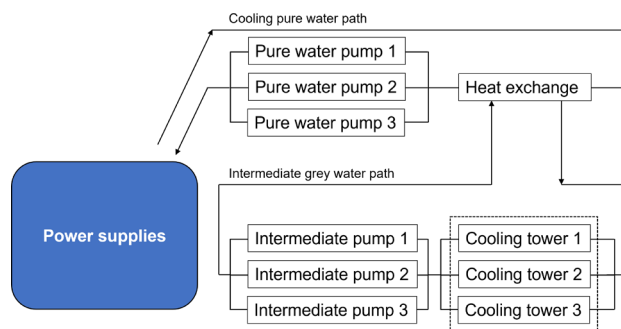 Cooling pure water path
Pure water pump 1
Pure water pump 2
Heat exchange
Pure water pump 3
Intermediate grey water path
Power supplies
Intermediate pump 1
Cooling tower 1
Intermediate pump 2
Cooling tower 2
Intermediate pump 3
Cooling tower 3